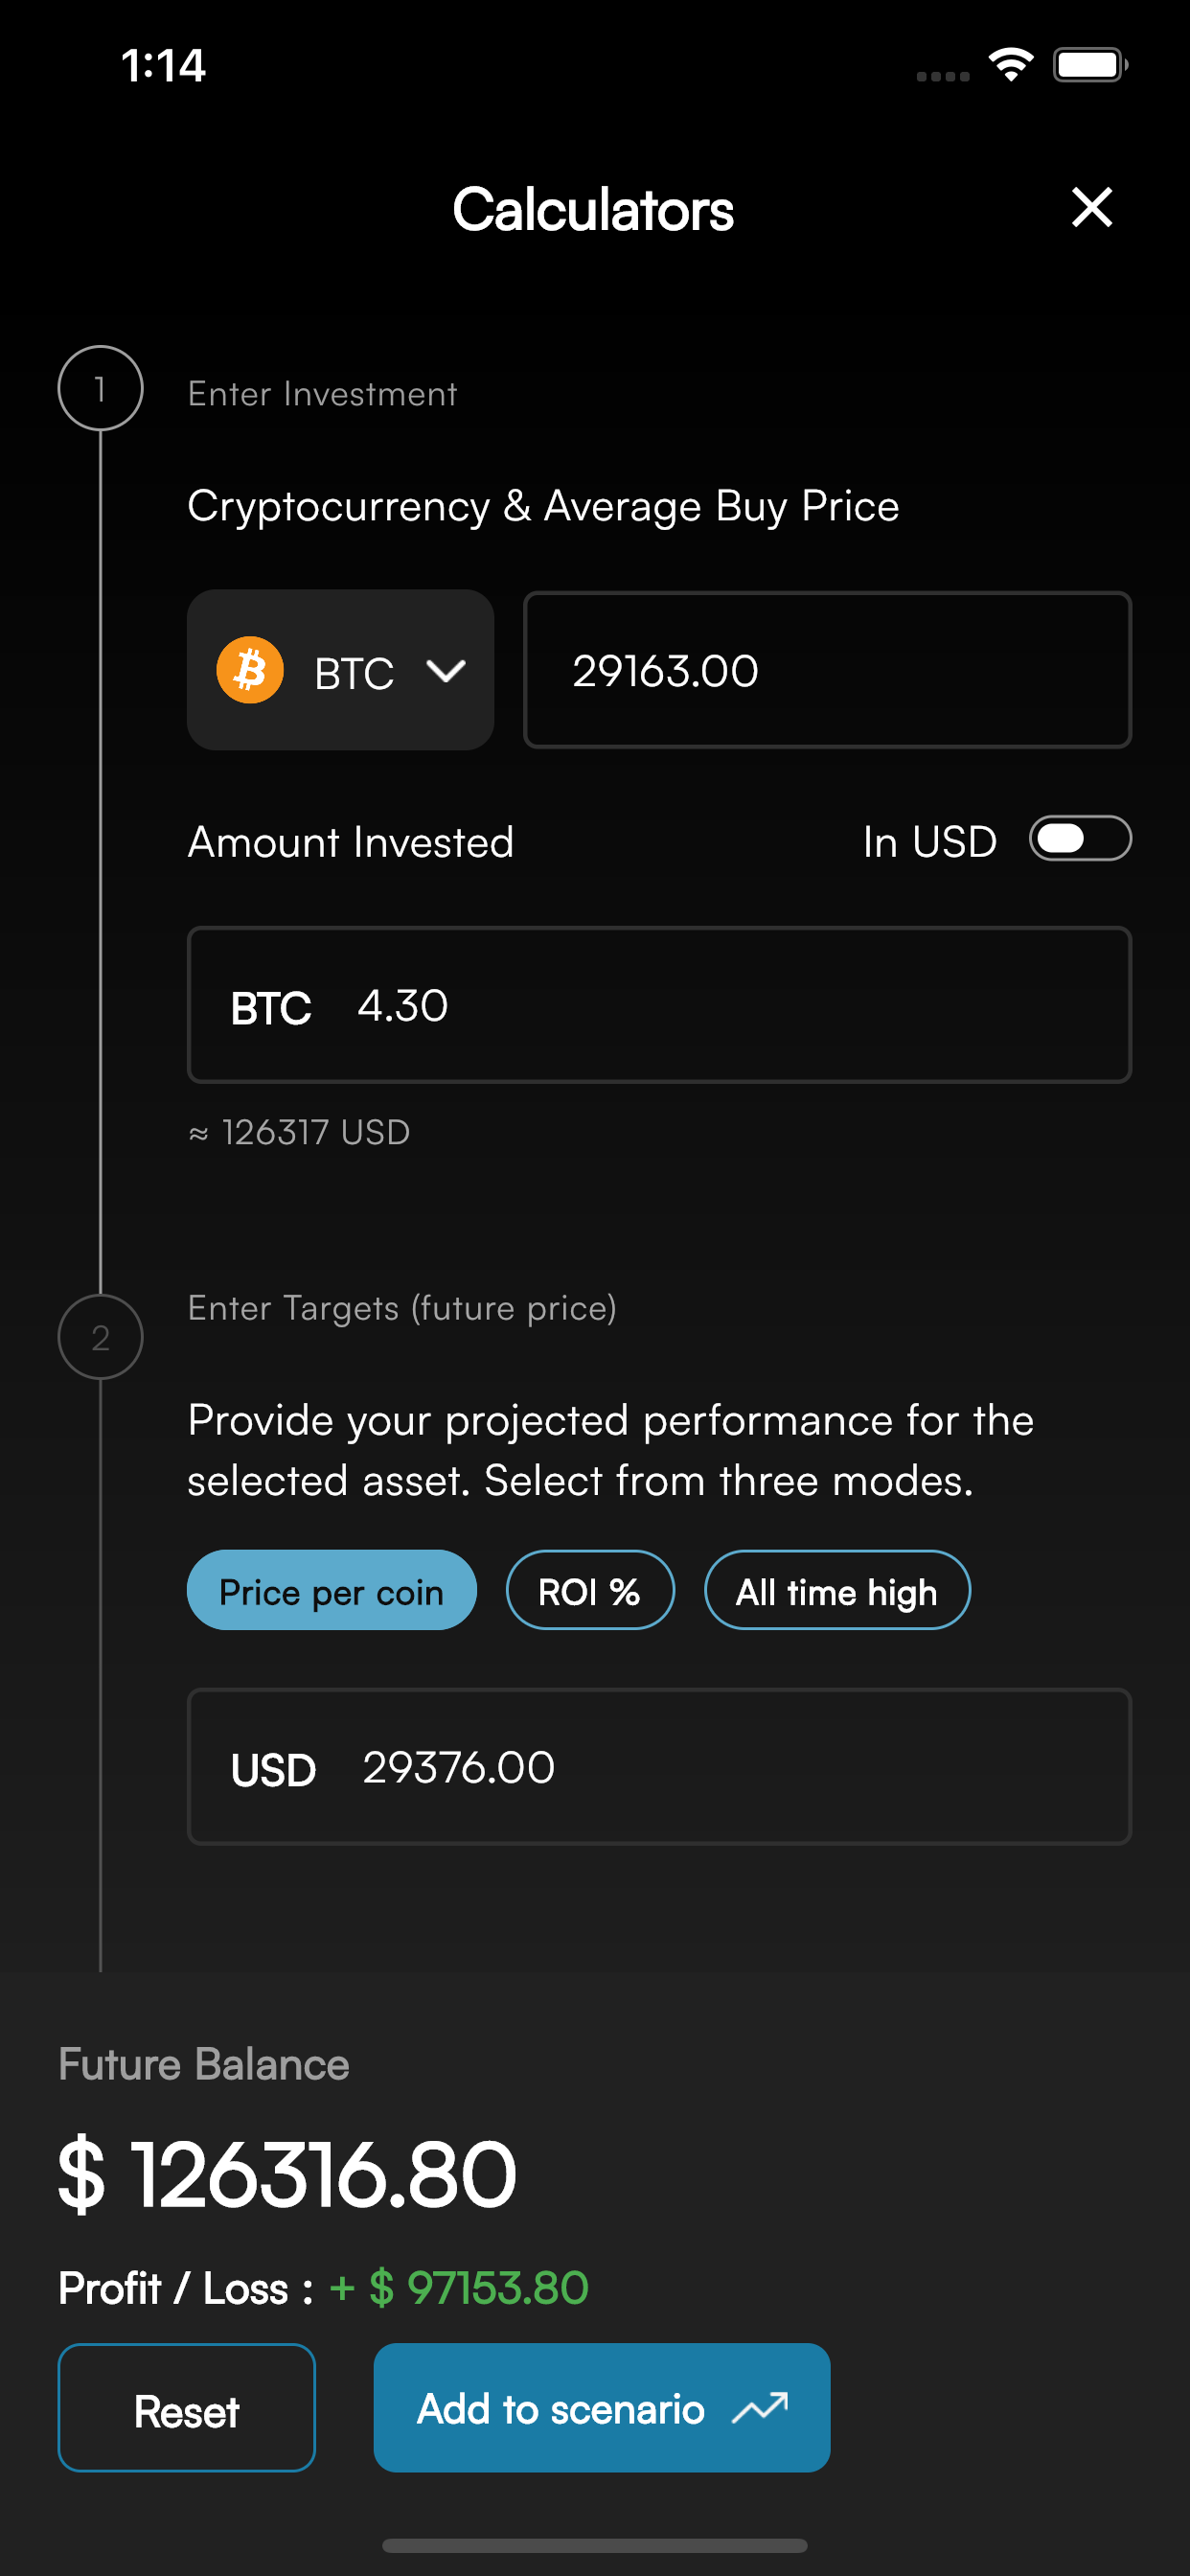 1:14
Calculators
1
Enter Investment
Cryptocurrency & Average Buy Price
BTC 29163.00
Amount Invested In USD
BTC 4.30
≈ 126317 USD
2
Enter Targets (future price)
Provide your projected performance for the
selected asset. Select from three modes.
Price per coin ROI % All time high
USD 29376.00
Future Balance
$ 126316.80
Profit / Loss : + $ 97153.80
Reset Add to scenario